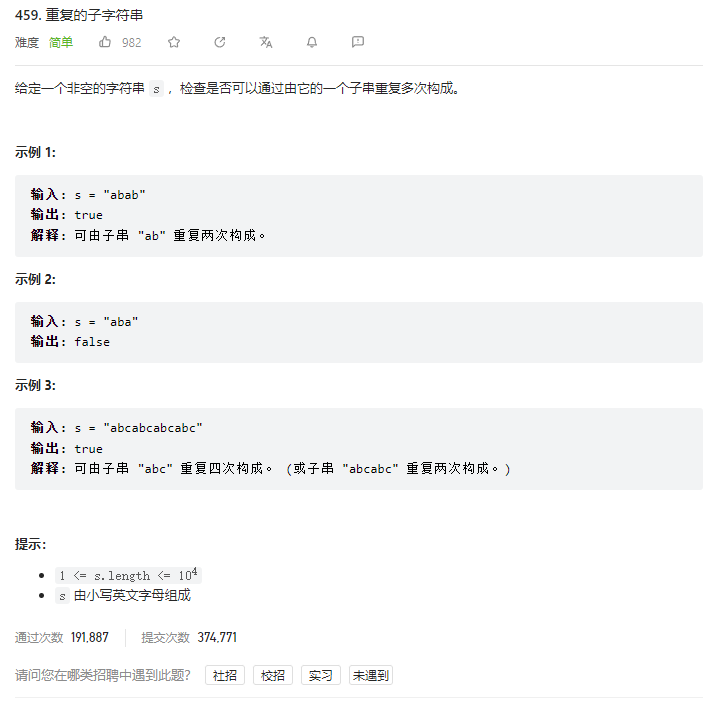 459. 重复的子字符串
难度 简单 982
给定一个非空的字符串 s ，检查是否可以通过由它的一个子串重复多次构成。
示例 1:
输入: s = "abab"
输出: true
解释: 可由子串 "ab" 重复两次构成。
示例 2:
输入: s = "aba"
输出: false
示例 3:
输入: s = "abcabcabcabc"
输出: true
解释: 可由子串 "abc" 重复四次构成。 (或子串 "abcabc" 重复两次构成。)
提示：
1 <= s.length <= 10⁴
s 由小写英文字母组成
通过次数 191,887 提交次数 374,771
请问您在哪类招聘中遇到此题？ 社招 校招 实习 未遇到